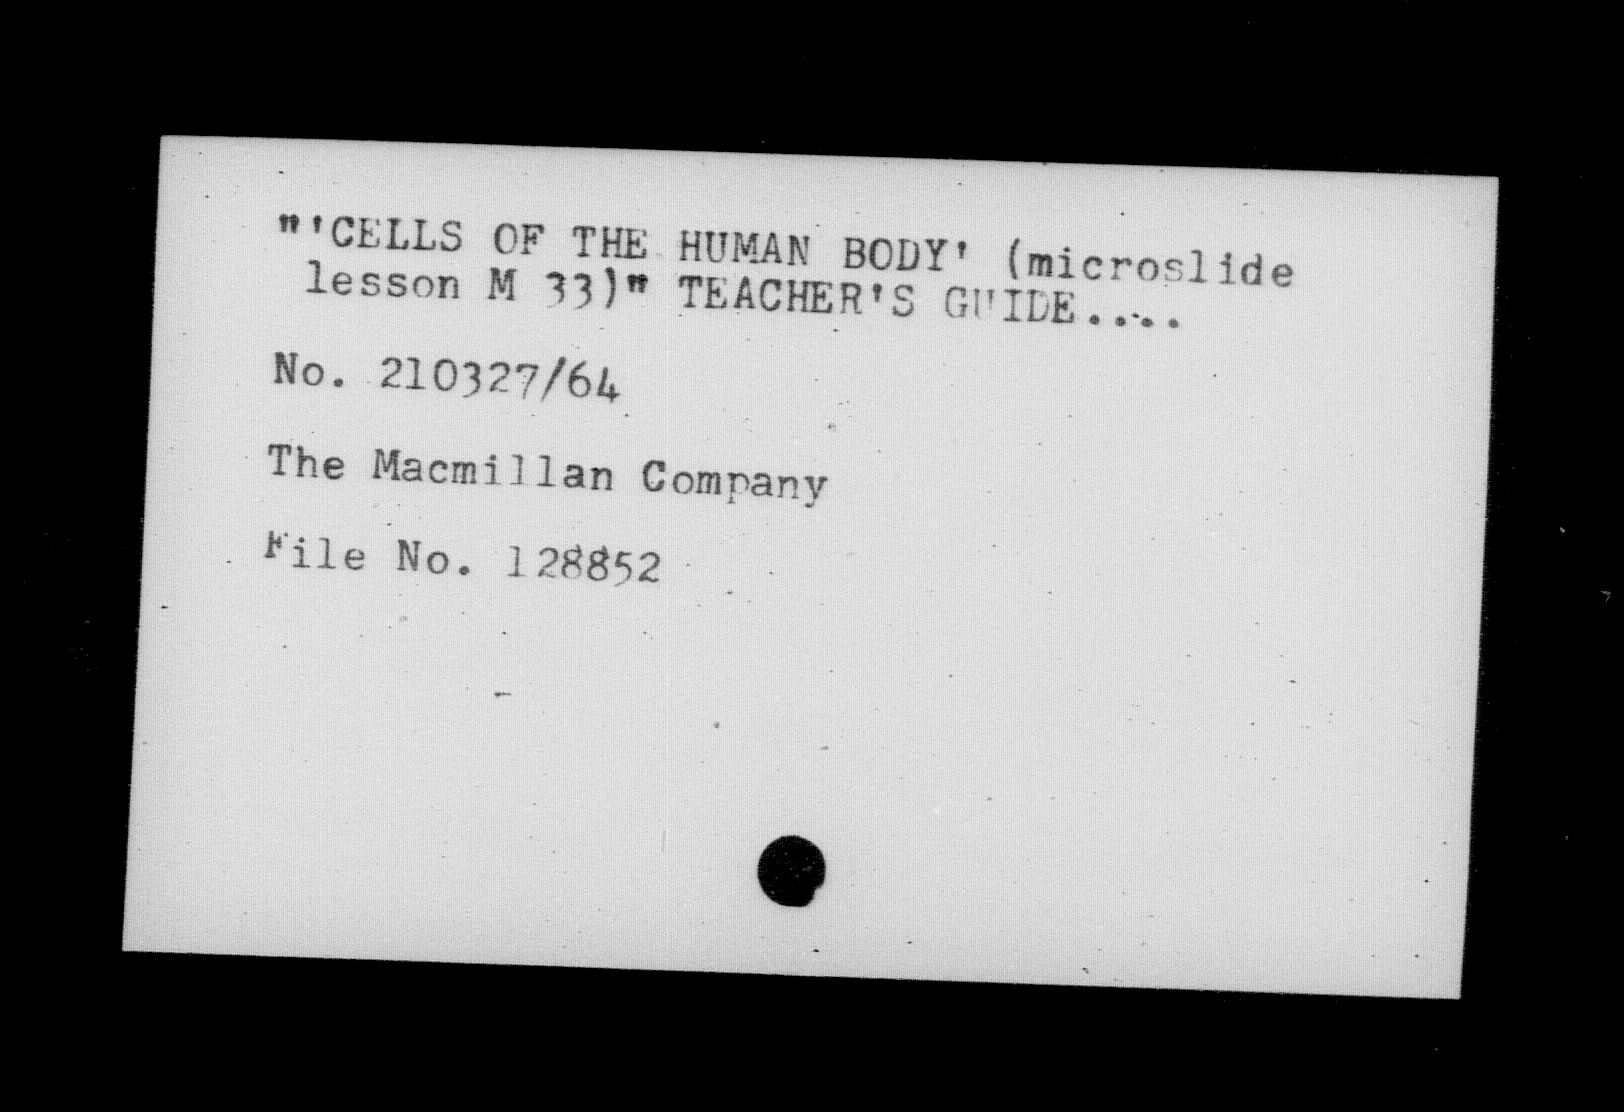 "'CELLS OF THE HUMAN BODY' (microslide
lesson M 33)" TEACHER'S GUIDE....
No. 210327/64
The Macmillan Company
File No. 128852